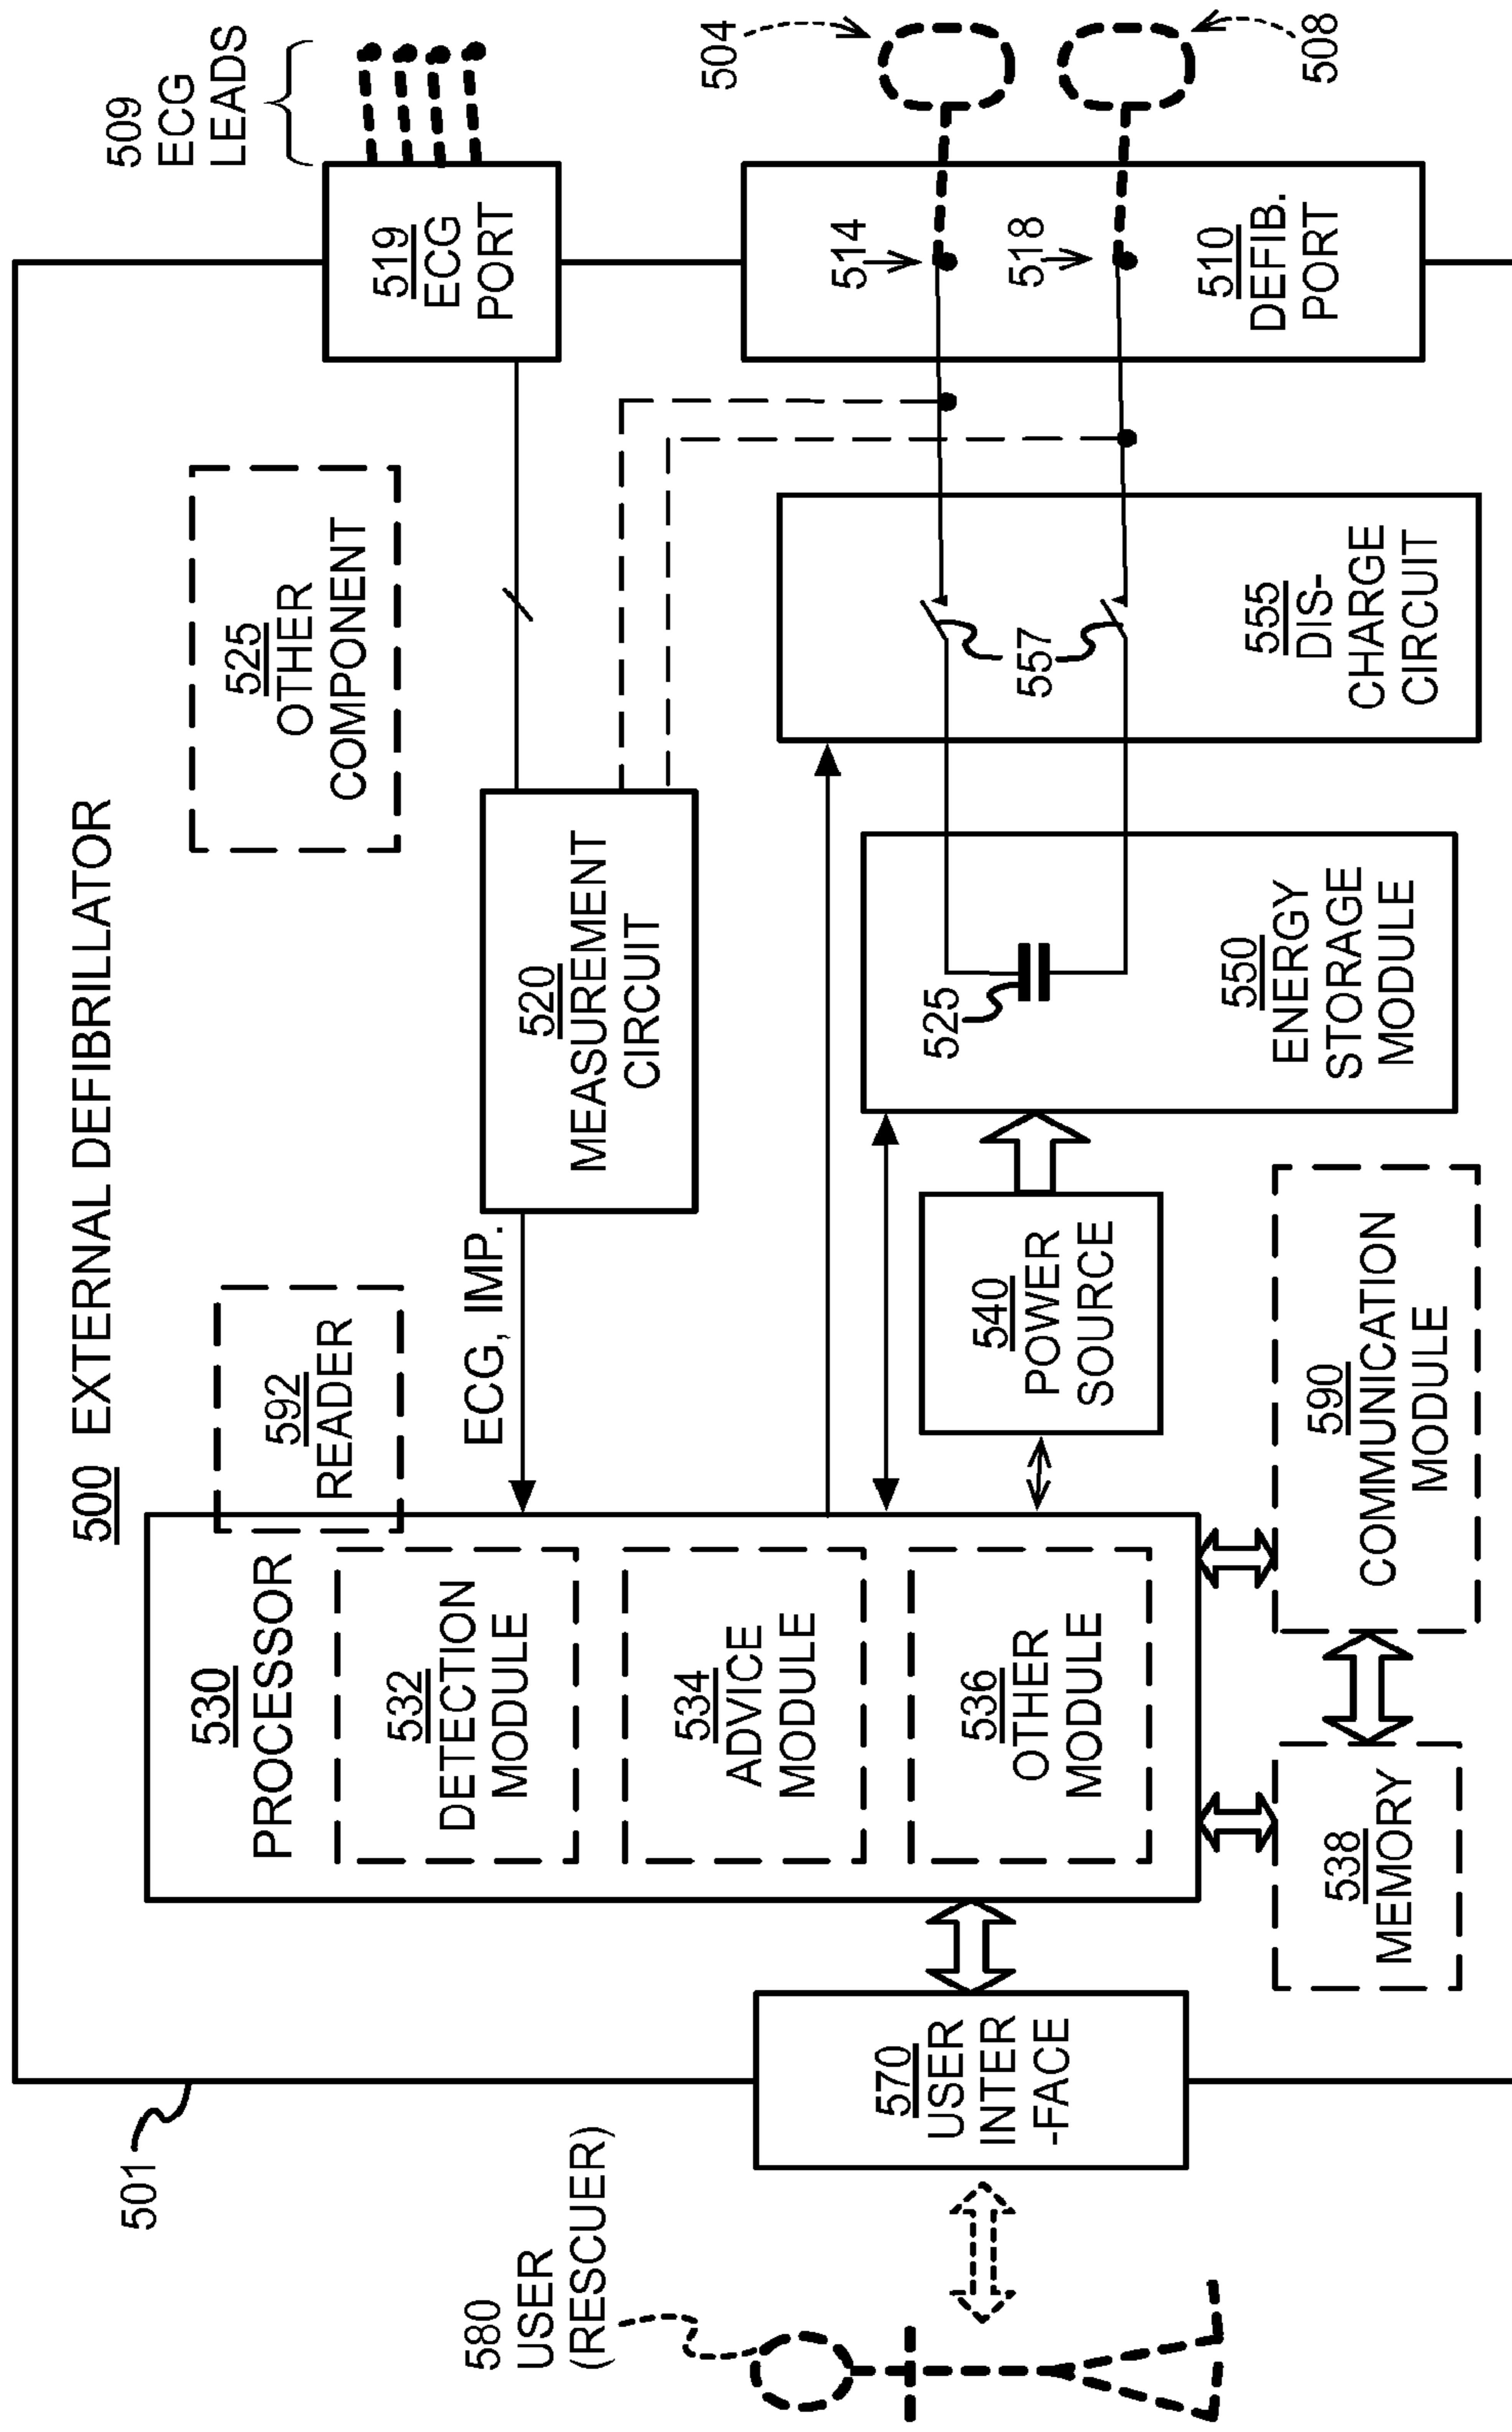 500 EXTERNAL DEFIBRILLATOR
501
509
ECG
LEADS
519
ECG
PORT
525
OTHER
COMPONENT
592
READER
530
PROCESSOR
532
DETECTION
MODULE
534
ADVICE
MODULE
536
OTHER
MODULE
ECG, IMP.
520
MEASUREMENT
CIRCUIT
580
USER
(RESCUER)
570
USER
INTER
-FACE
540
POWER
SOURCE
525
550
ENERGY
STORAGE
MODULE
557
555
DIS-
CHARGE
CIRCUIT
514
518
510
DEFIB.
PORT
504
508
538
MEMORY
590
COMMUNICATION
MODULE